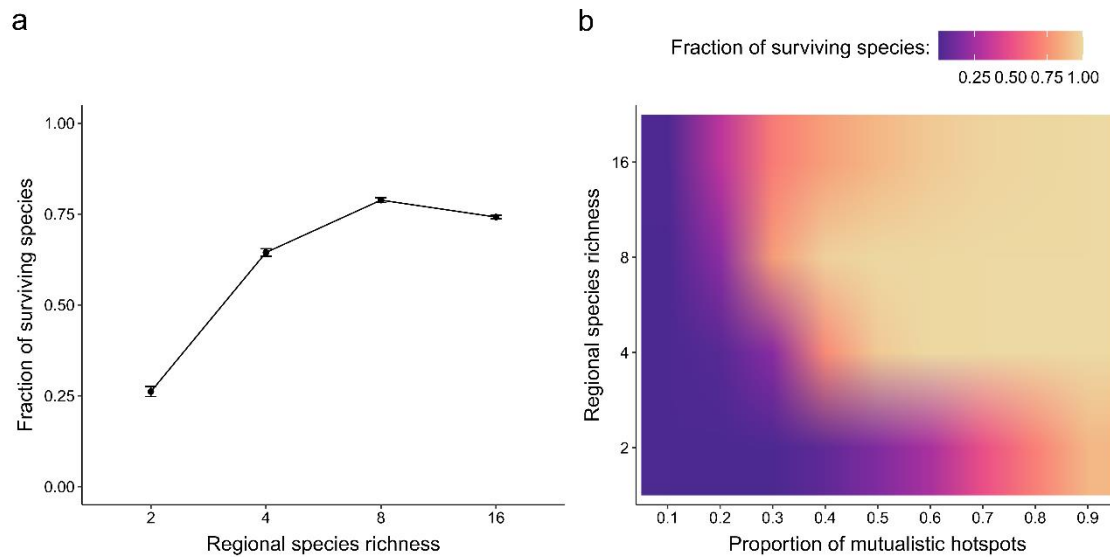 a
1.00
0.75
0.50
0.25
0.00
Fraction of surviving species
2 4 8 16
Regional species richness
b
Fraction of surviving species:
0.25 0.50 0.75 1.00
16
8
4
2
Regional species richness
0.1 0.2 0.3 0.4 0.5 0.6 0.7 0.8 0.9
Proportion of mutualistic hotspots